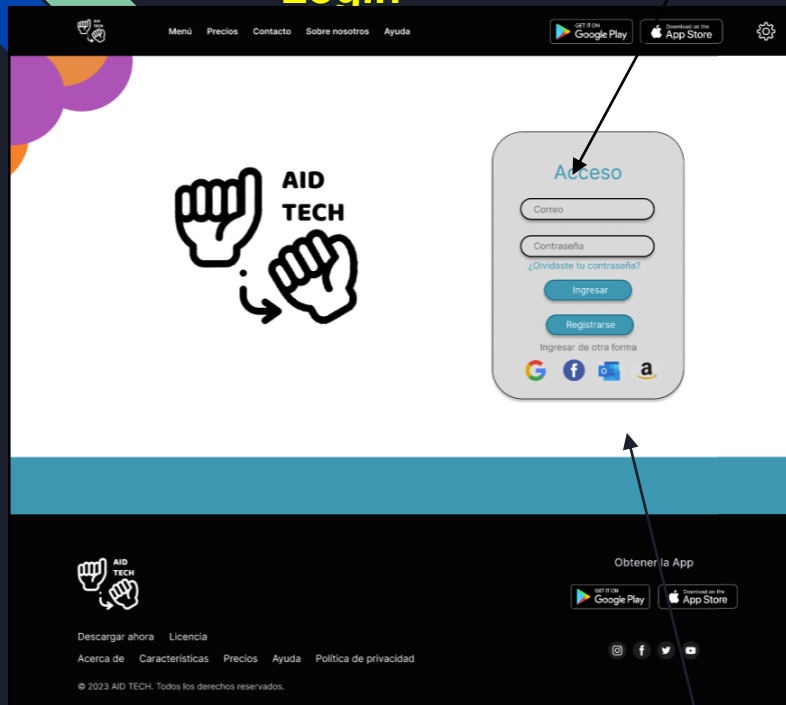 Login
AID
TECH
Menú Precios Contacto Sobre nosotros Ayuda
GET IT ON
Google Play
Download on the
App Store
AID
TECH
Acceso
Correo
Contraseña
¿Olvidaste tu contraseña?
Ingresar
Registrarse
Ingresar de otra forma
AID
TECH
Obtener la App
GET IT ON
Google Play
Download on the
App Store
Descargar ahora Licencia
Acerca de Características Precios Ayuda Política de privacidad
© 2023 AID TECH. Todos los derechos reservados.